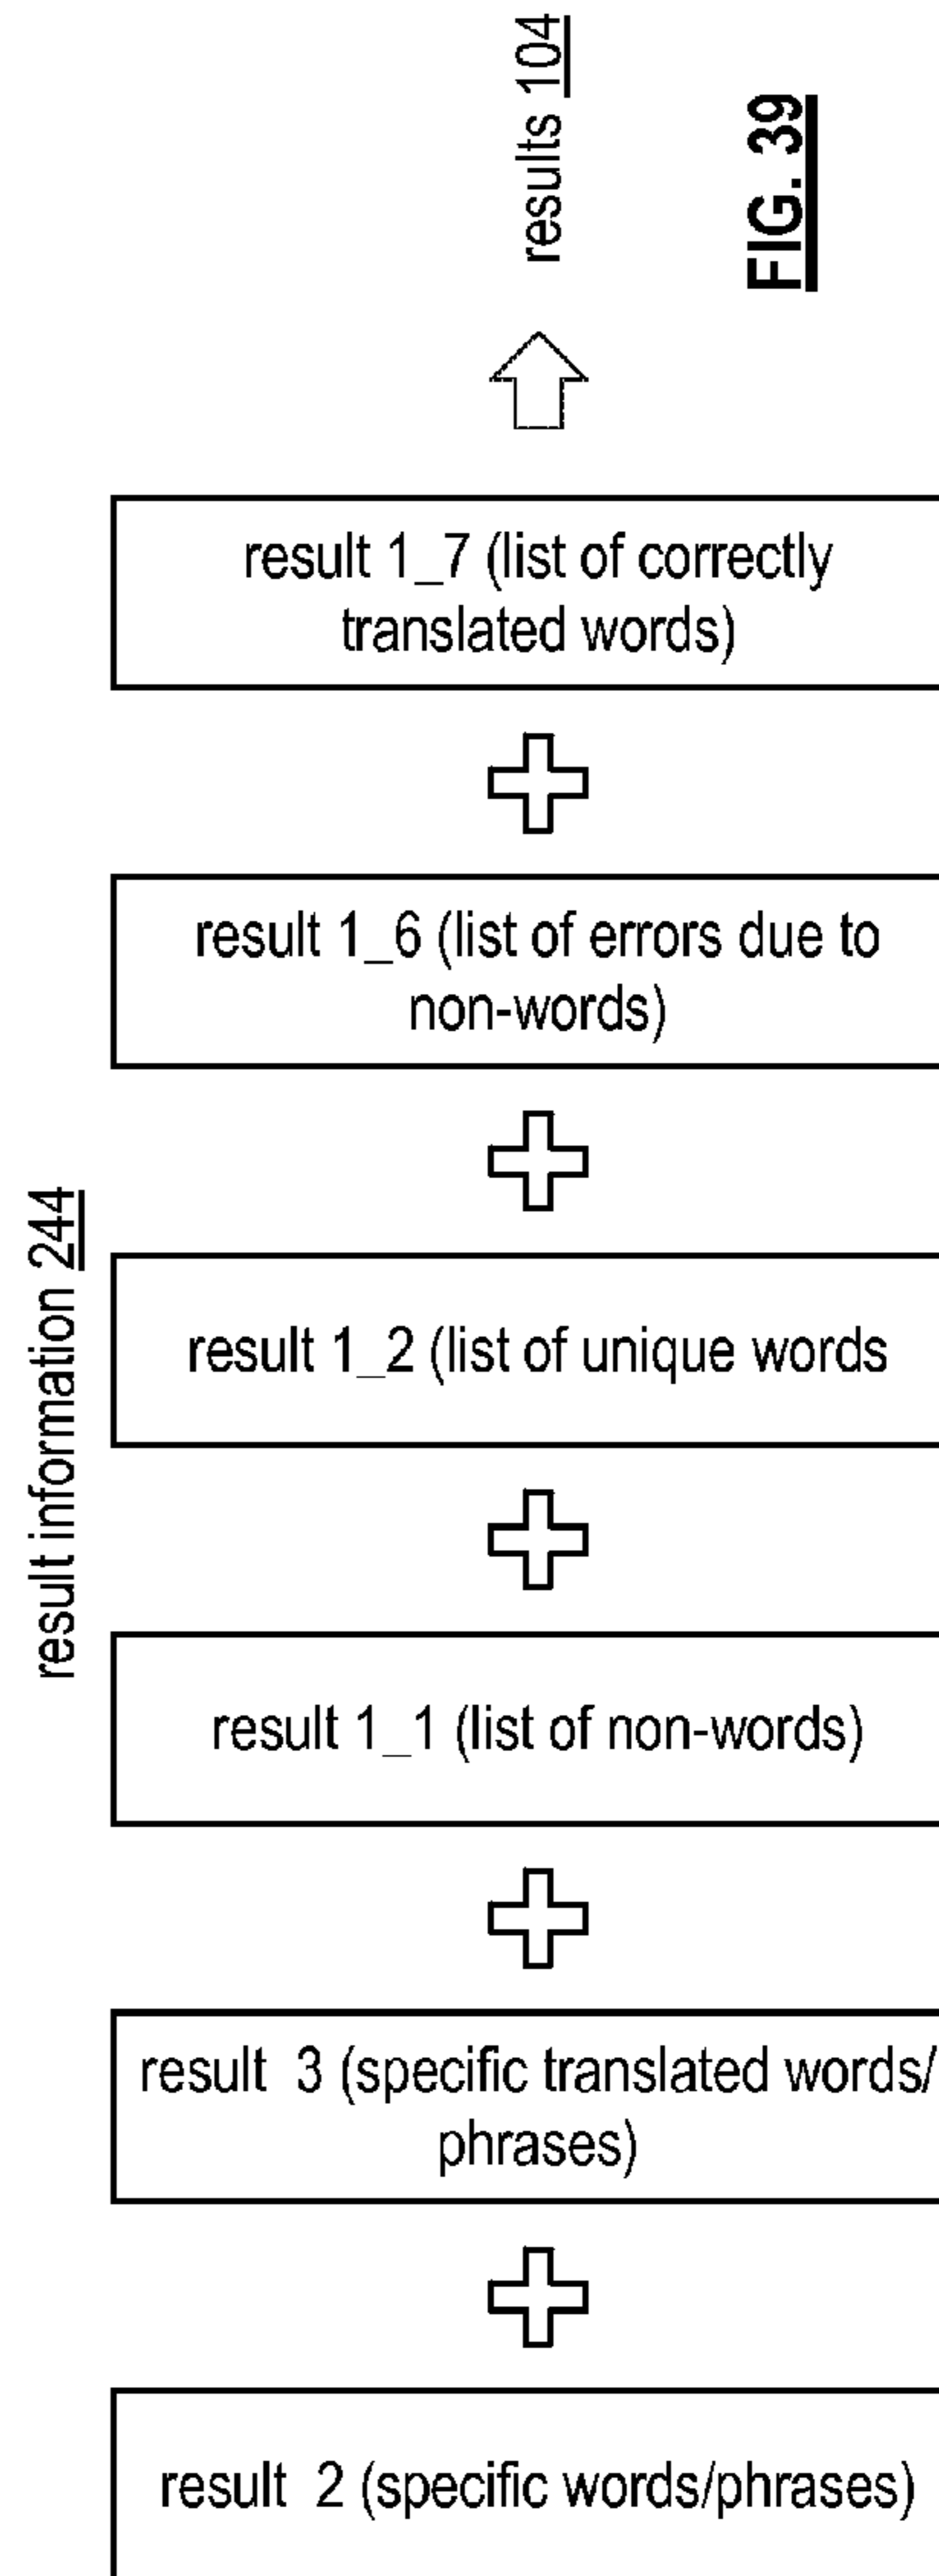 results 104
FIG. 39
result information 244
result 1_7 (list of correctly
translated words)
result 1_6 (list of errors due to
non-words)
result 1_2 (list of unique words
result 1_1 (list of non-words)
result 3 (specific translated words/
phrases)
result 2 (specific words/phrases)